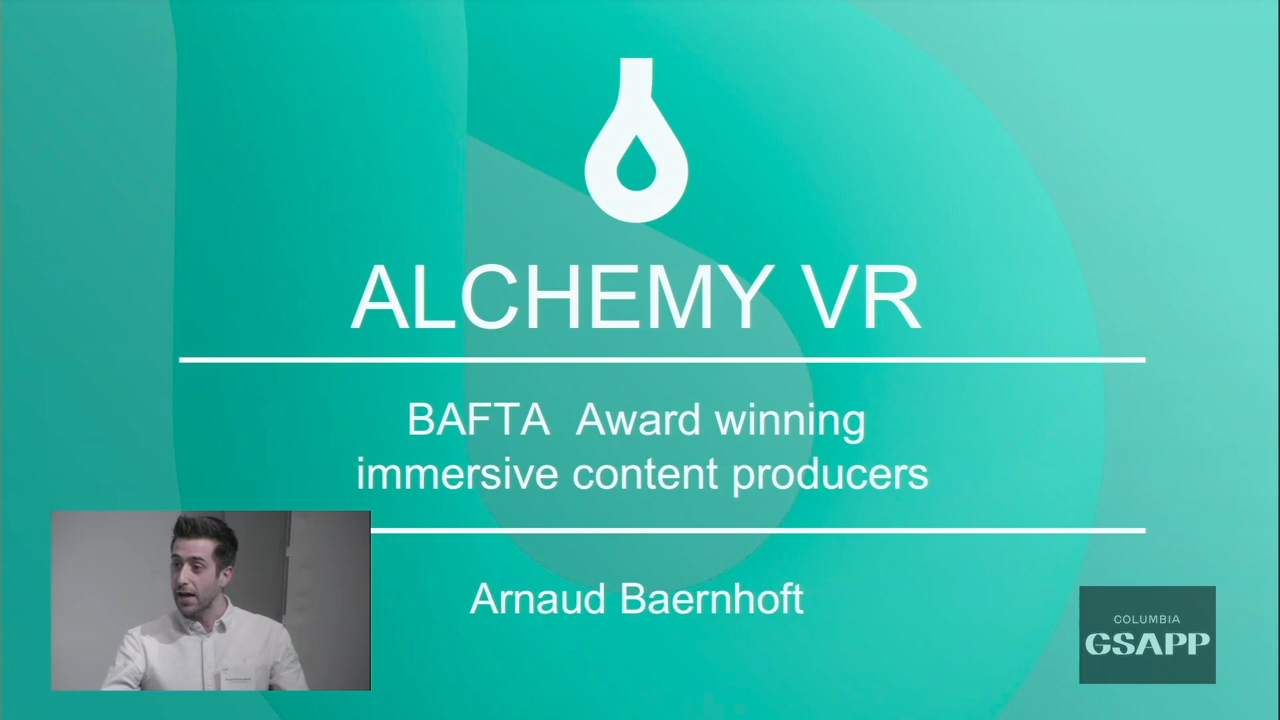 ALCHEMY VR
BAFTA Award winning
immersive content producers
Arnaud Baernhoft
COLUMBIA
GSAPP